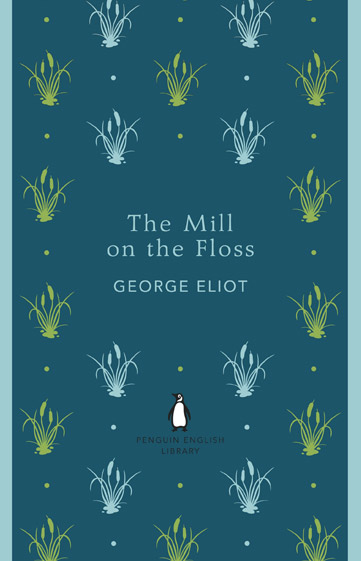 The Mill
on the Floss
GEORGE ELIOT
PENGUIN ENGLISH
LIBRARY